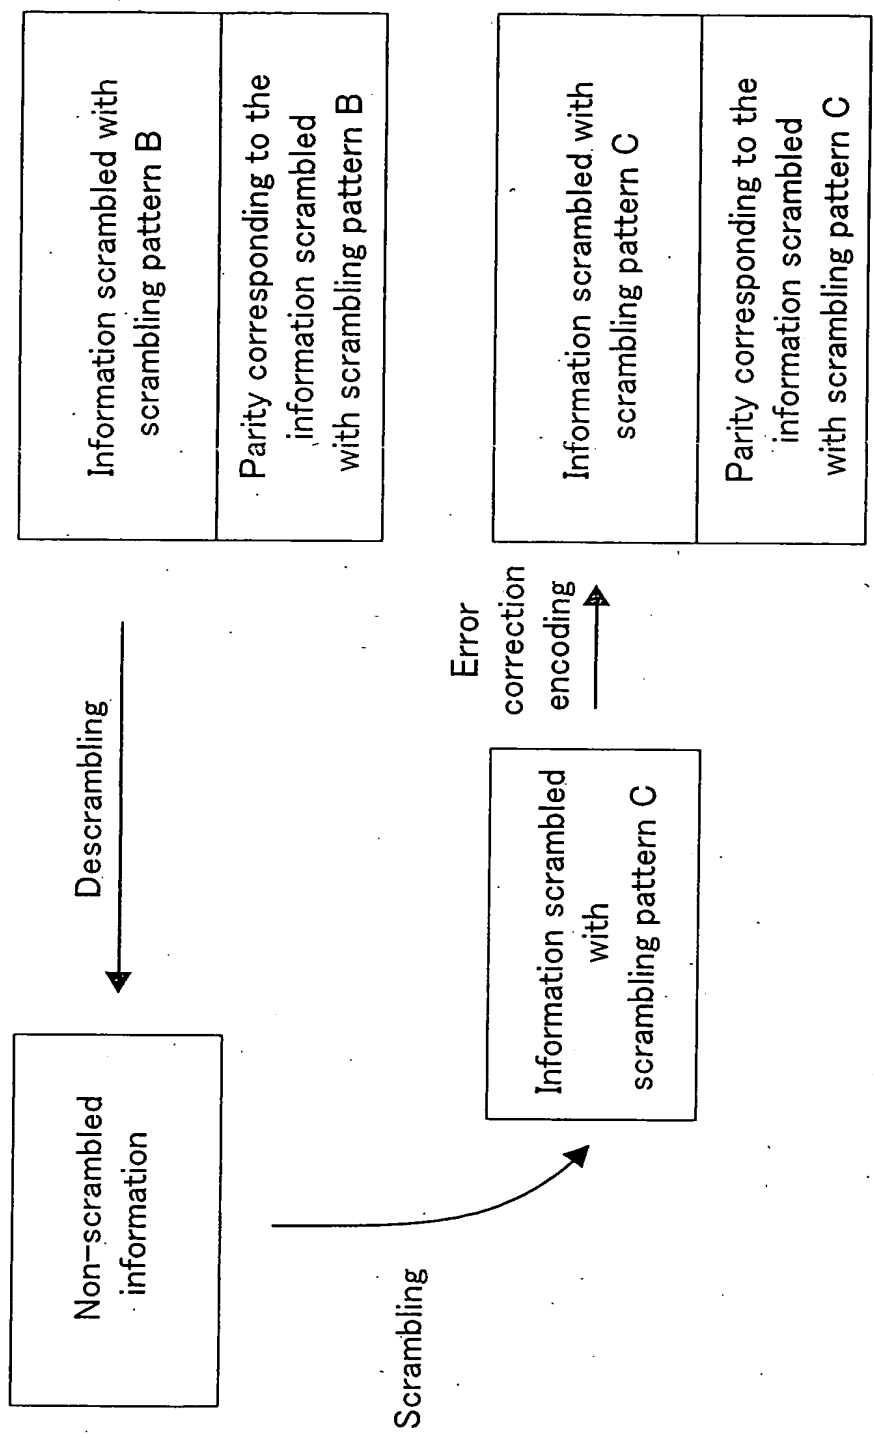 Information scrambled with
scrambling pattern B
Parity corresponding to the
information scrambled
with scrambling pattern B
Descrambling
Non-scrambled
information
Scrambling
Information scrambled
with
scrambling pattern C
Error
correction
encoding
Information scrambled with
scrambling pattern C
Parity corresponding to the
information scrambled
with scrambling pattern C